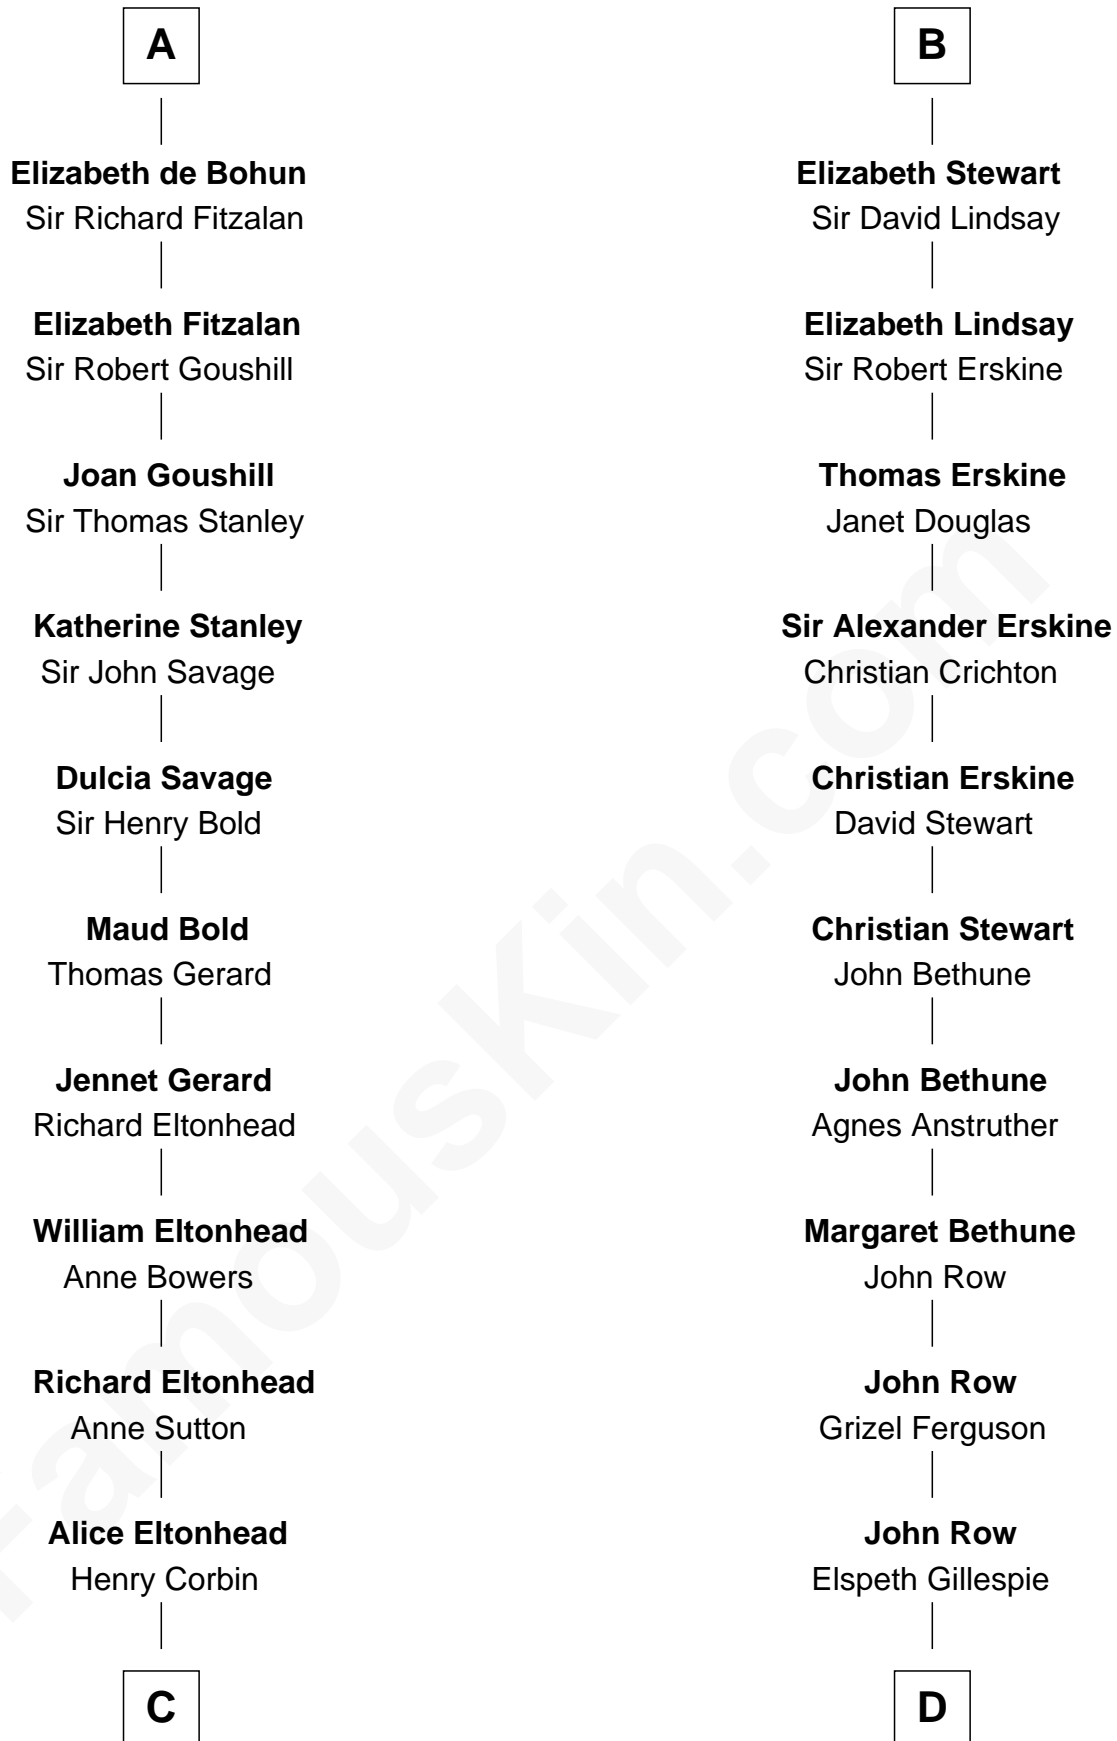 A
Elizabeth de Bohun
Sir Richard Fitzalan
Elizabeth Fitzalan
Sir Robert Goushill
Joan Goushill
Sir Thomas Stanley
Katherine Stanley
Sir John Savage
Dulcia Savage
Sir Henry Bold
Maud Bold
Thomas Gerard
Jennet Gerard
Richard Eltonhead
William Eltonhead
Anne Bowers
Richard Eltonhead
Anne Sutton
Alice Eltonhead
Henry Corbin
C
B
Elizabeth Stewart
Sir David Lindsay
Elizabeth Lindsay
Sir Robert Erskine
Thomas Erskine
Janet Douglas
Sir Alexander Erskine
Christian Crichton
Christian Erskine
David Stewart
Christian Stewart
John Bethune
John Bethune
Agnes Anstruther
Margaret Bethune
John Row
John Row
Grizel Ferguson
John Row
Elspeth Gillespie
D
FamousKin.com